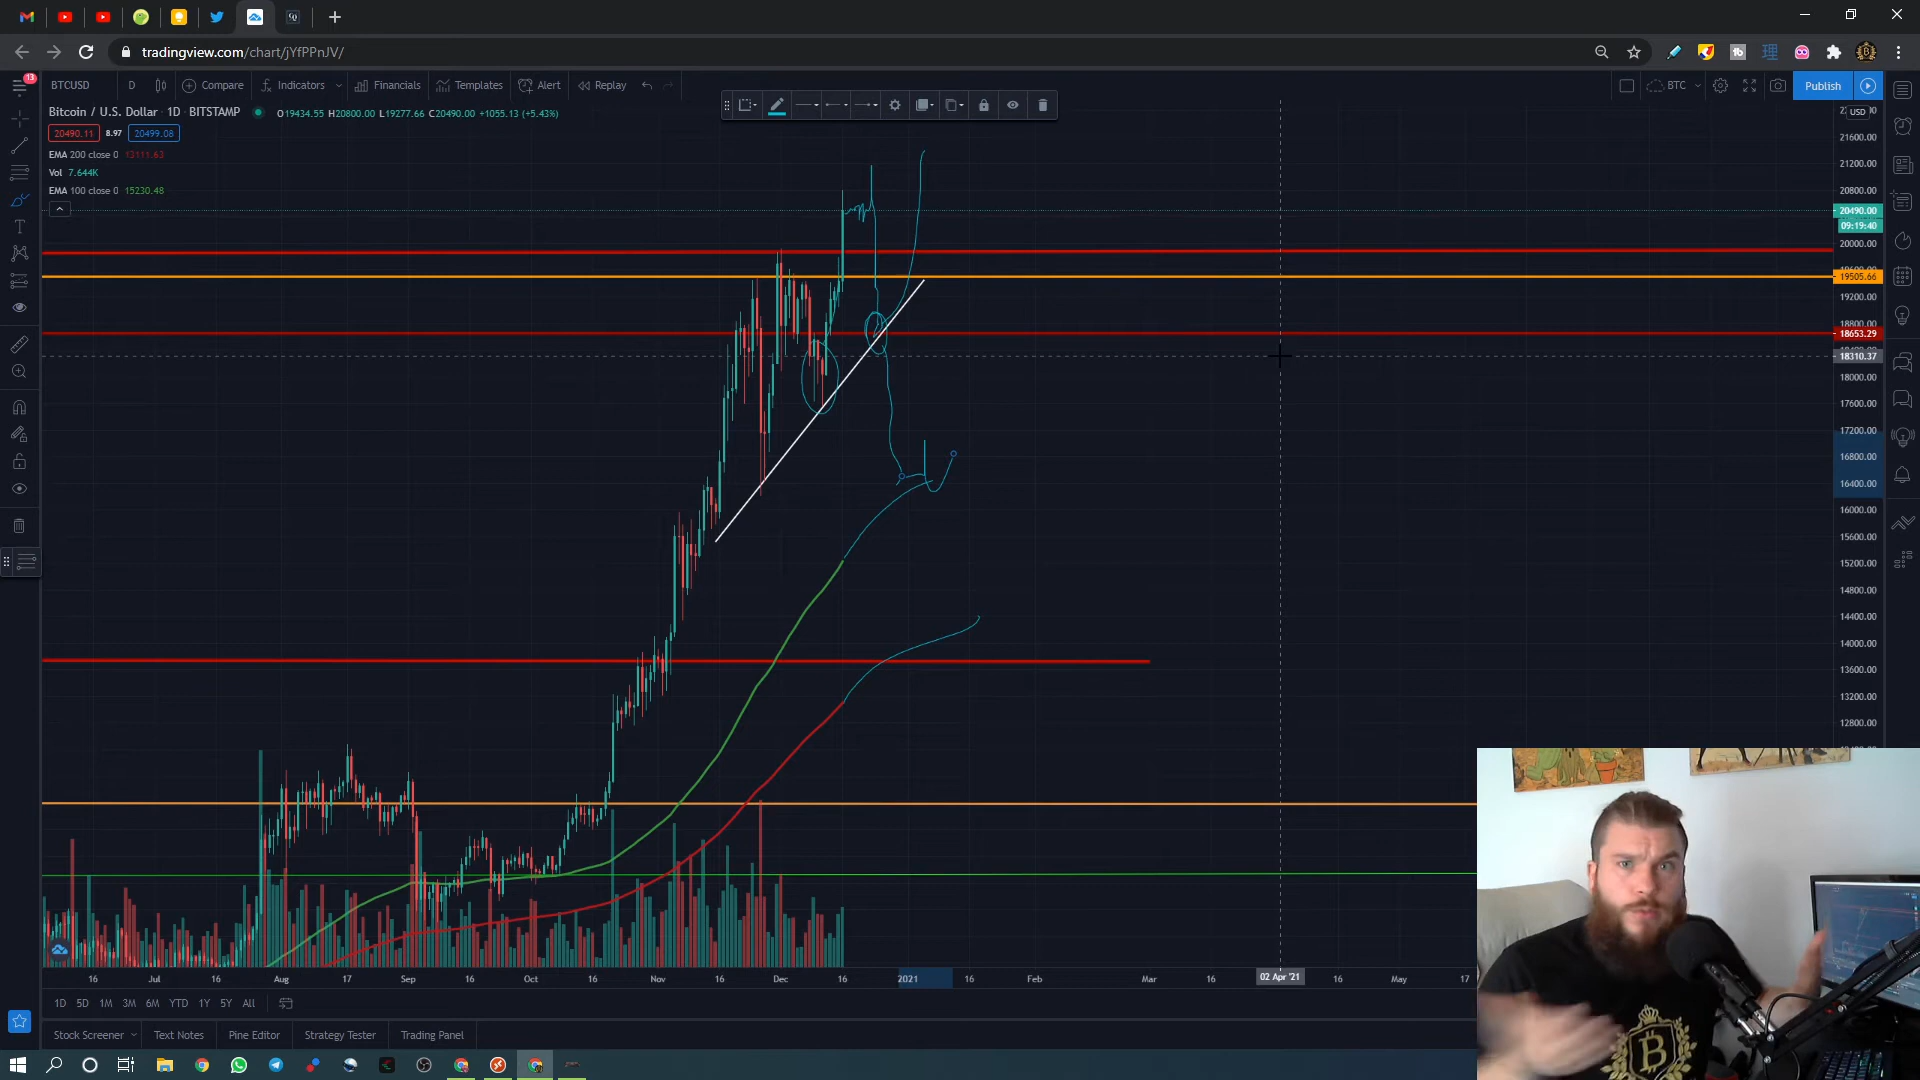 tradingview.com/chart/jYfPPnJV/
13
BTCUSD D Compare Indicators Financials Templates Alert Replay BTC Publish
Bitcoin / U.S. Dollar · 1D · BITSTAMP O19434.55 H20800.00 L19277.66 C20490.00 +1055.13 (+5.43%)
20490.11 8.97 20499.08
EMA 200 close 0 13111.63
Vol 7.644K
EMA 100 close 0 15230.48
USD
21600.00
21200.00
20800.00
20490.00
09:19:40
20000.00
19505.66
19200.00
18800.00
18653.29
18310.37
18000.00
17600.00
17200.00
16800.00
16400.00
16000.00
15600.00
15200.00
14800.00
14400.00
14000.00
13600.00
13200.00
12800.00
16 Jul 16 Aug 17 Sep 16 Oct 16 Nov 16 Dec 16 2021 16 Feb Mar 16 02 Apr '21 16 May 17
1D 5D 1M 3M 6M YTD 1Y 5Y All
Stock Screener Text Notes Pine Editor Strategy Tester Trading Panel